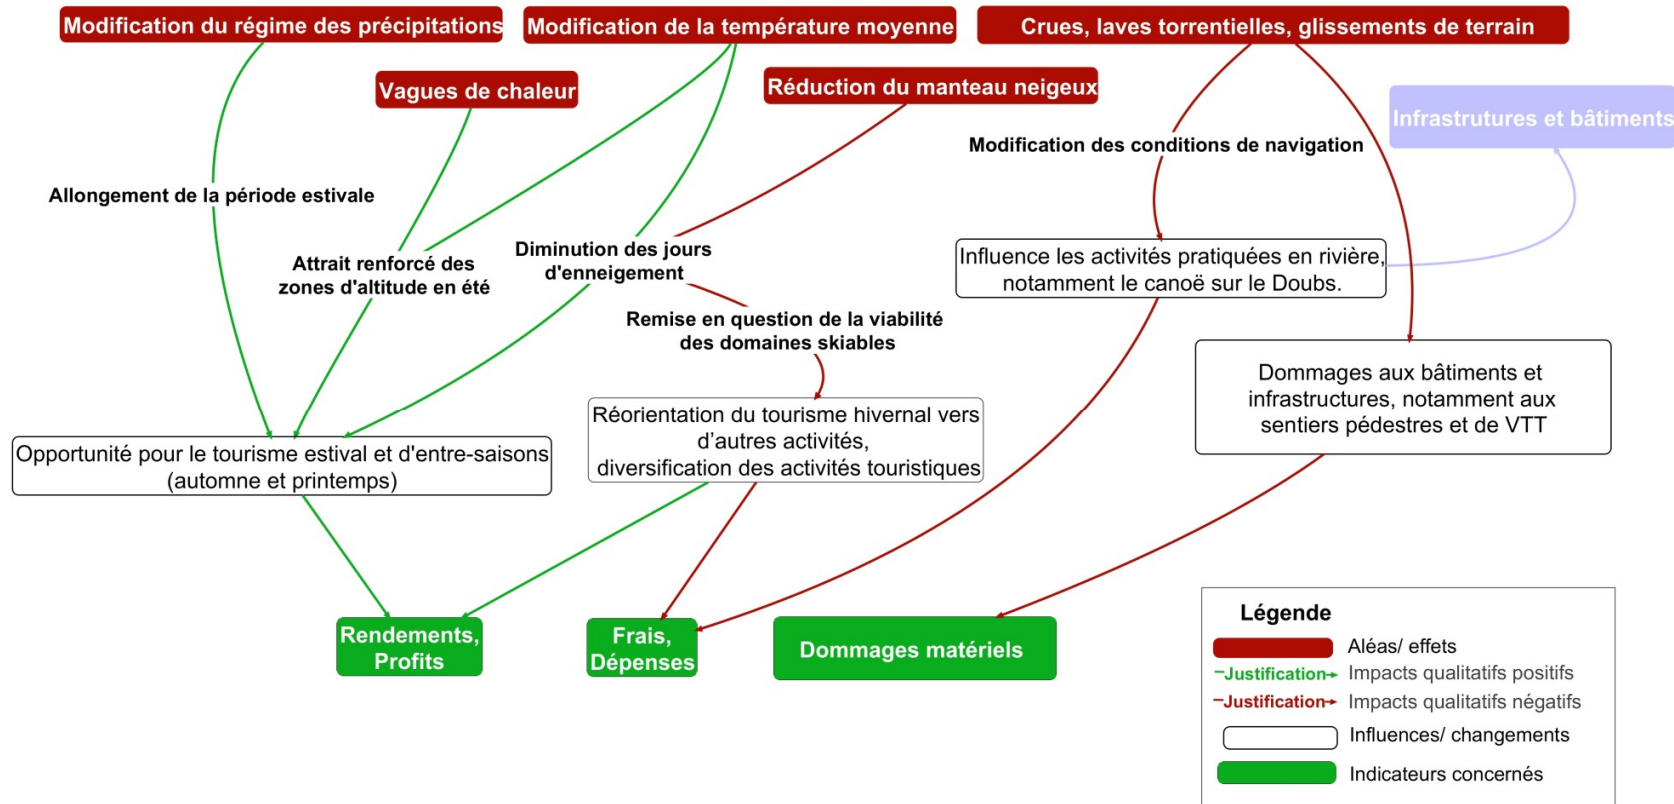 Modification du régime des précipitations
Modification de la température moyenne
Crues, laves torrentielles, glissements de terrain
Vagues de chaleur
Réduction du manteau neigeux
Infrastrutures et bâtiments
Modification des conditions de navigation
Allongement de la période estivale
Attrait renforcé des
zones d'altitude en été
Diminution des jours
d'enneigement
Influence les activités pratiquées en rivière,
notamment le canoë sur le Doubs.
Remise en question de la viabilité
des domaines skiables
Dommages aux bâtiments et
infrastructures, notamment aux
sentiers pédestres et de VTT
Réorientation du tourisme hivernal vers
d’autres activités,
diversification des activités touristiques
Opportunité pour le tourisme estival et d'entre-saisons
(automne et printemps)
Rendements,
Profits
Frais,
Dépenses
Dommages matériels
Légende
Aléas/ effets
Justification Impacts qualitatifs positifs
Justification Impacts qualitatifs négatifs
Influences/ changements
Indicateurs concernés